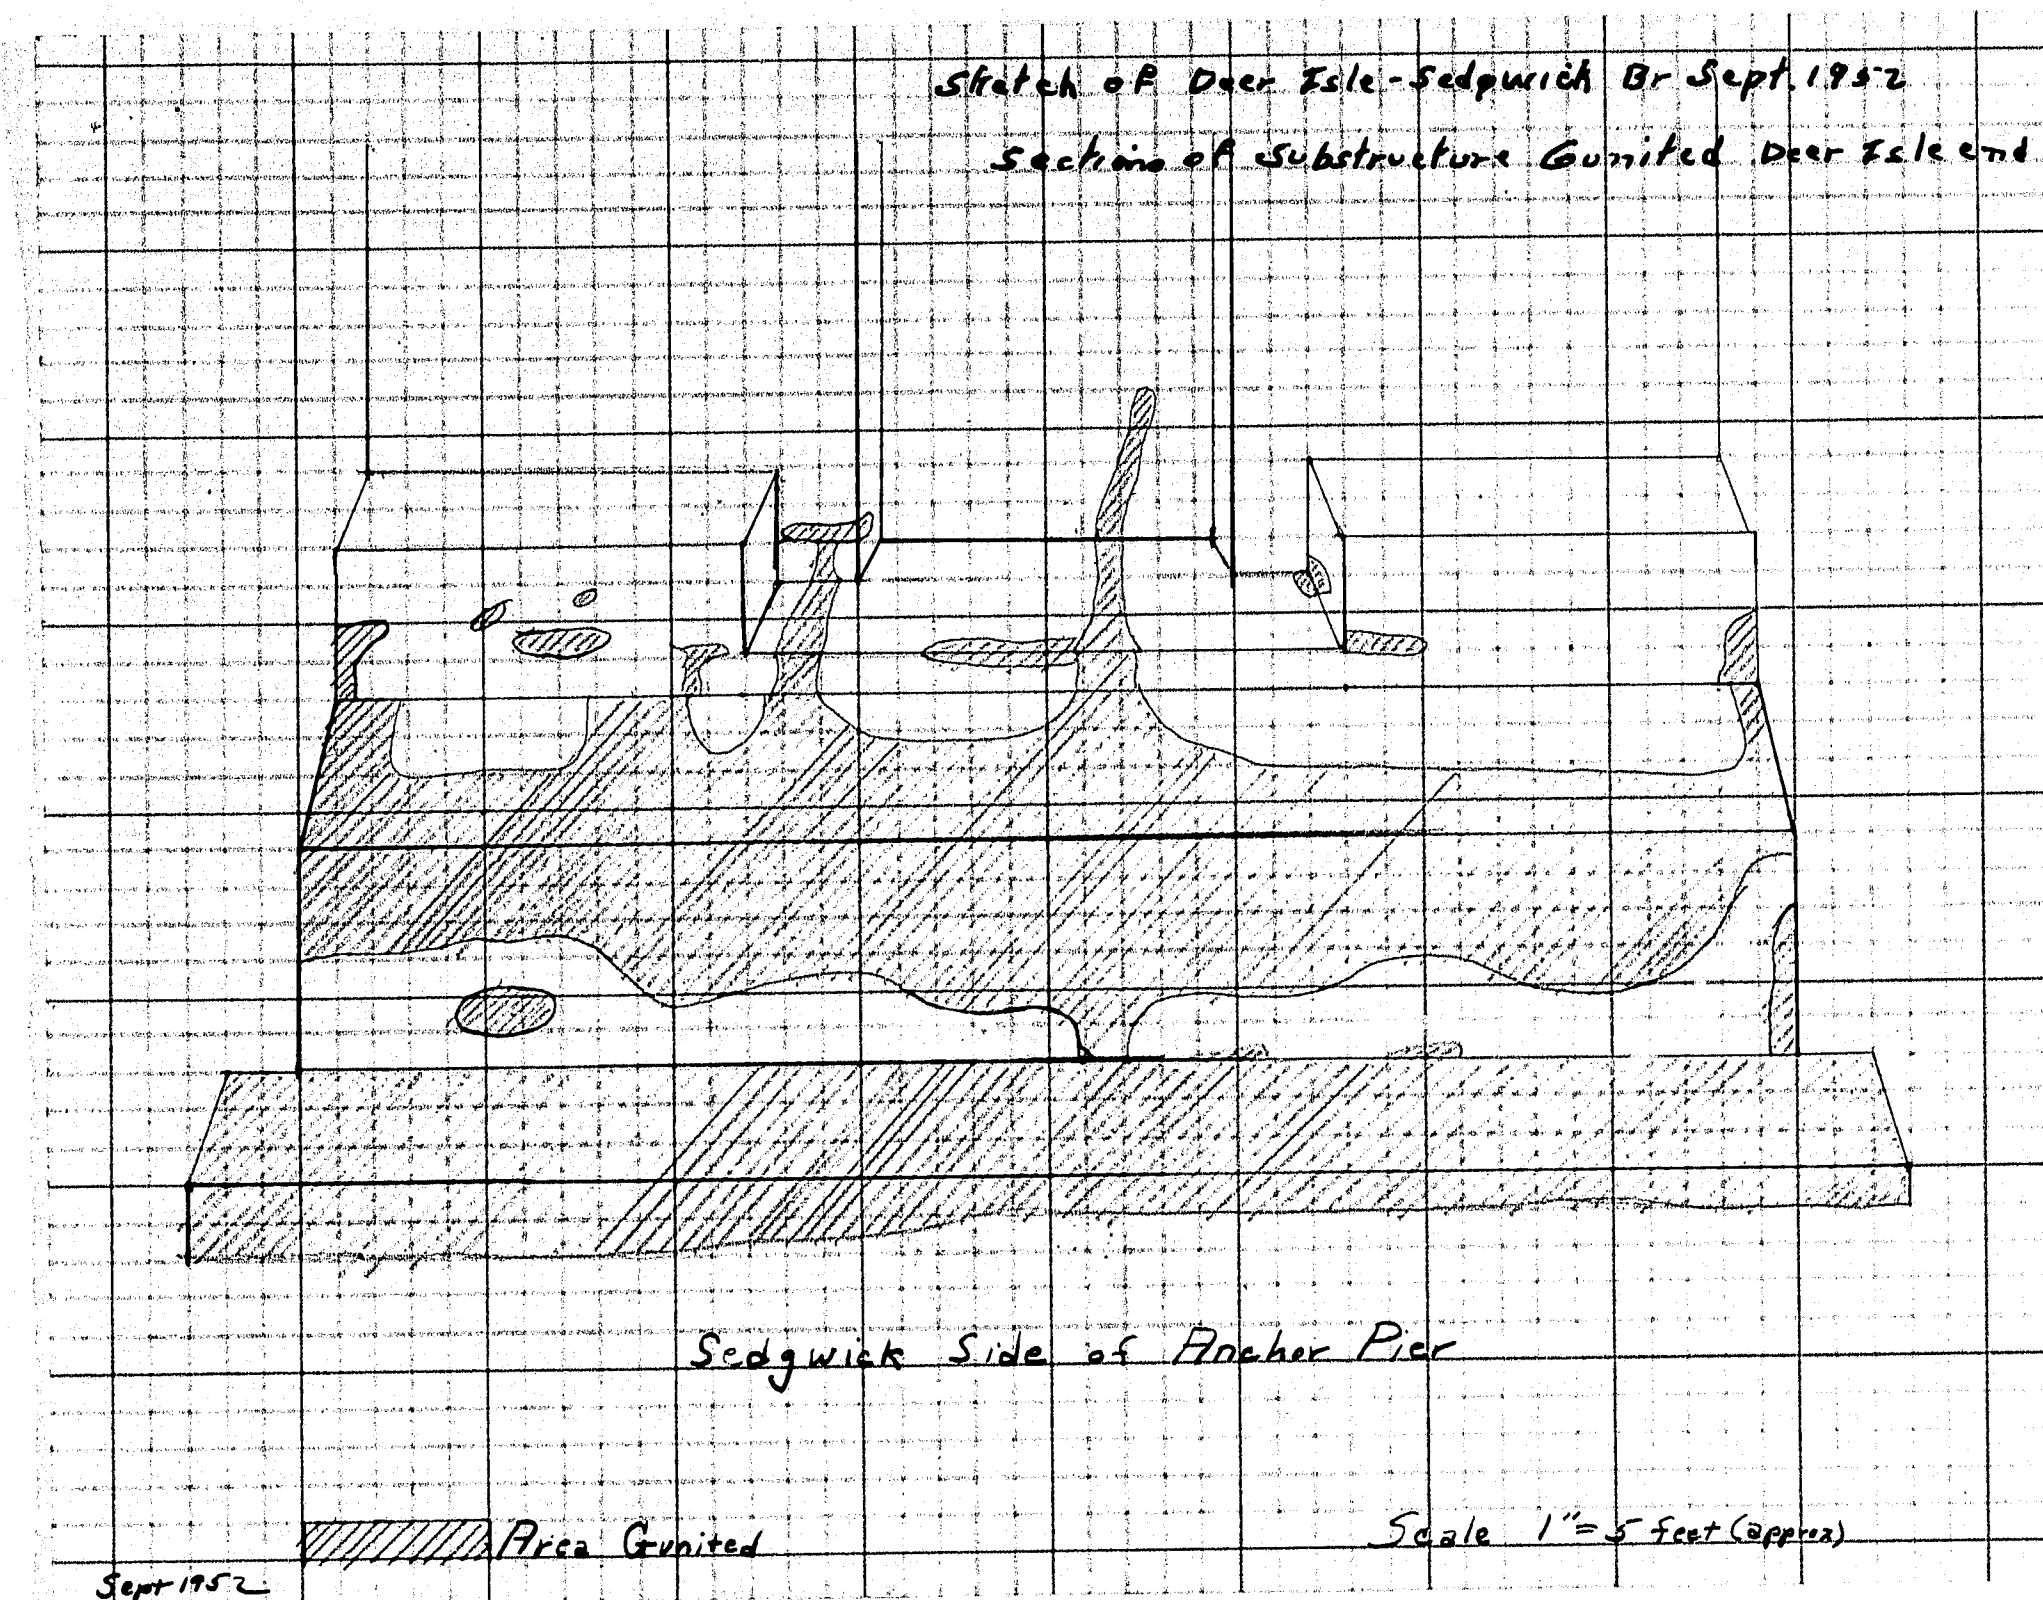 Sketch of Deer Isle-Sedgwick Br Sept. 1952
Sections of Substructure Gunited Deer Isle end
Sedgwick Side of Ancher Pier
Area Gunited
Scale 1"= 5 feet (approx)
Sept 1952